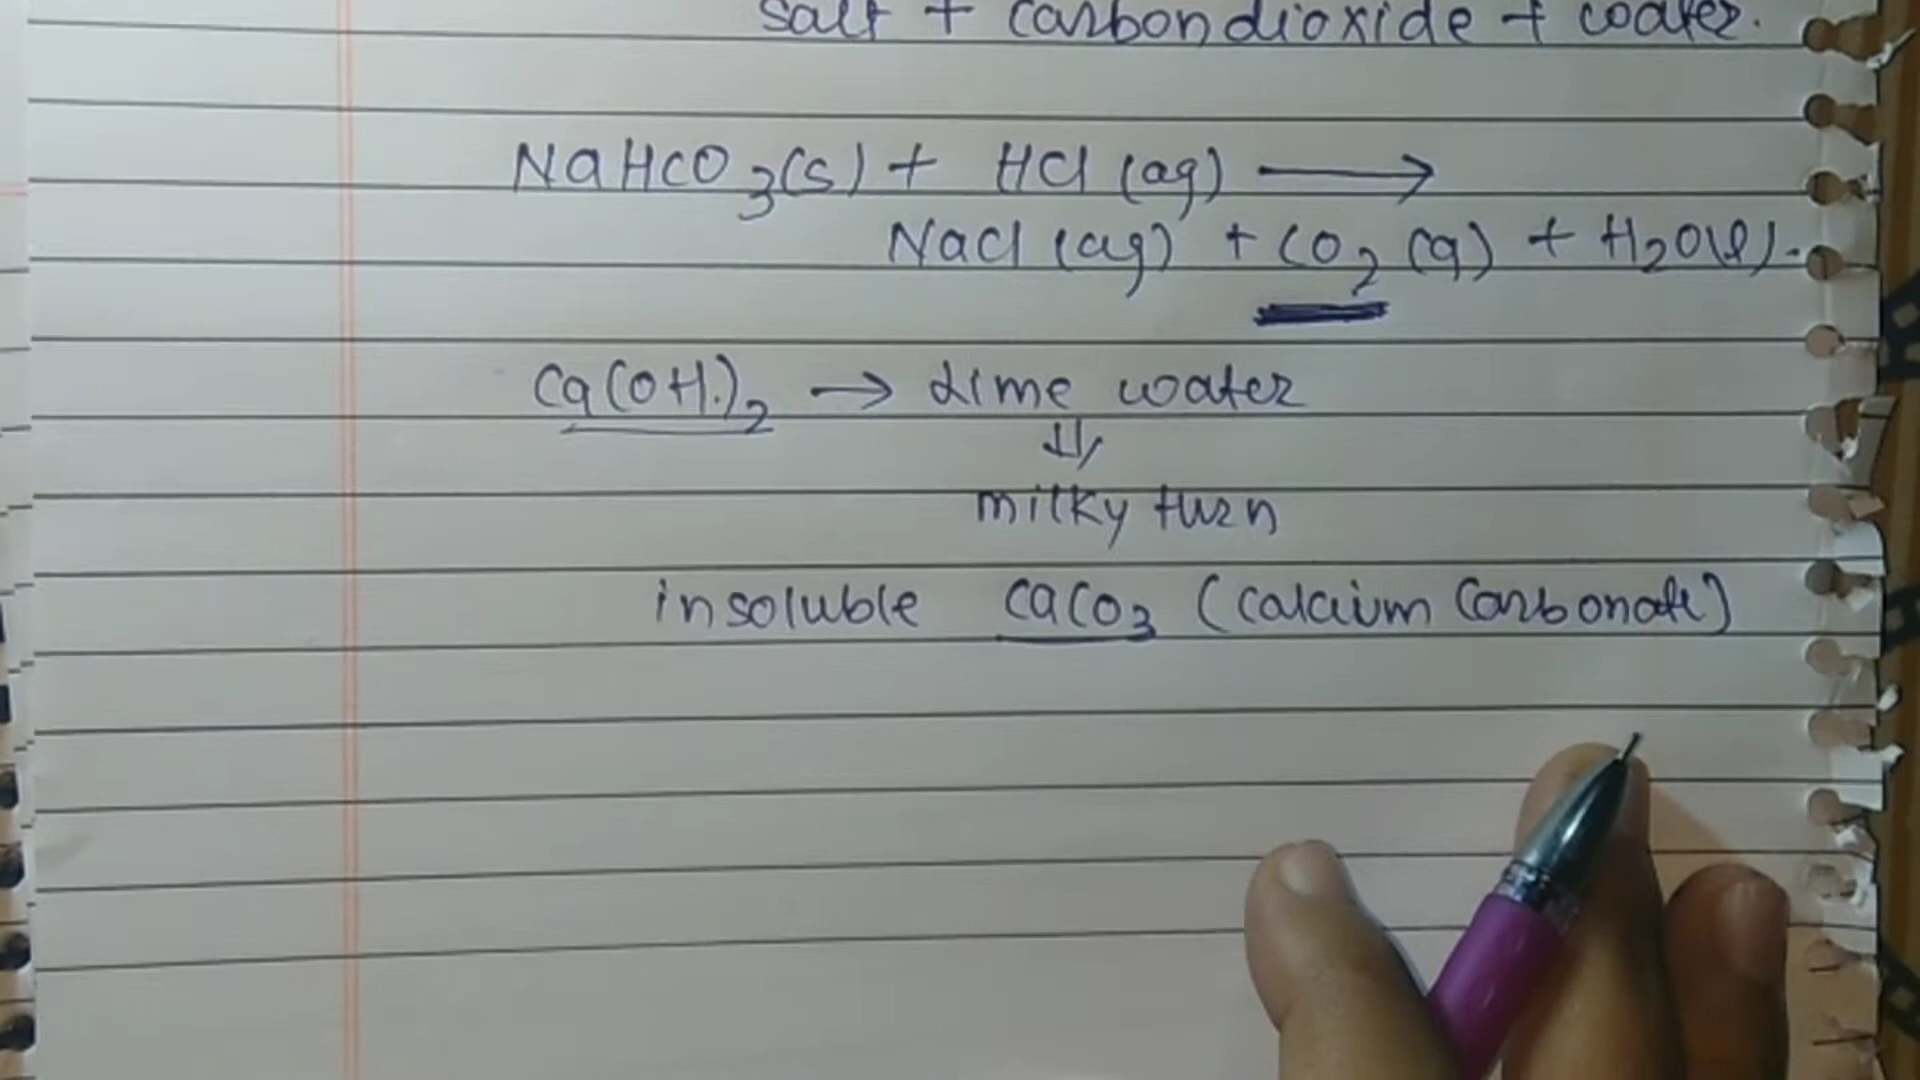 salt + carbondioxide + water.
NaHCO3(s) + HCl (aq) ⟶
NaCl (aq) + CO2 (g) + H2O(l).
Ca(OH)2 → Lime water
⇓
milky turn
insoluble CaCO3 (Calcium Carbonate)